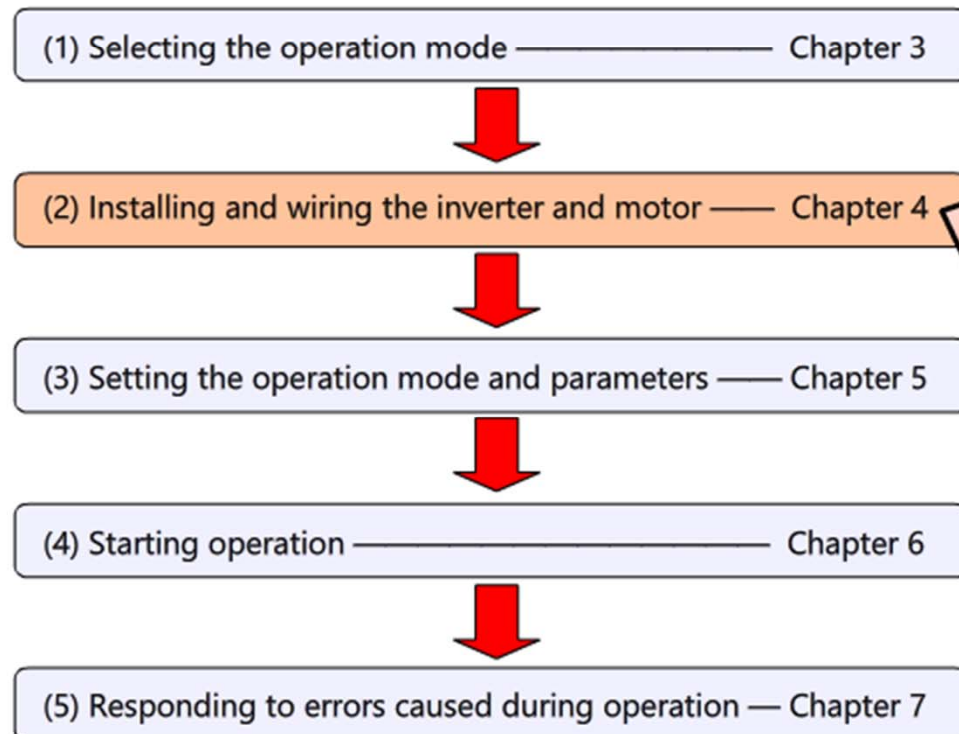 (1) Selecting the operation mode ———————— Chapter 3
(2) Installing and wiring the inverter and motor —— Chapter 4
(3) Setting the operation mode and parameters —— Chapter 5
(4) Starting operation ————————————— Chapter 6
(5) Responding to errors caused during operation — Chapter 7